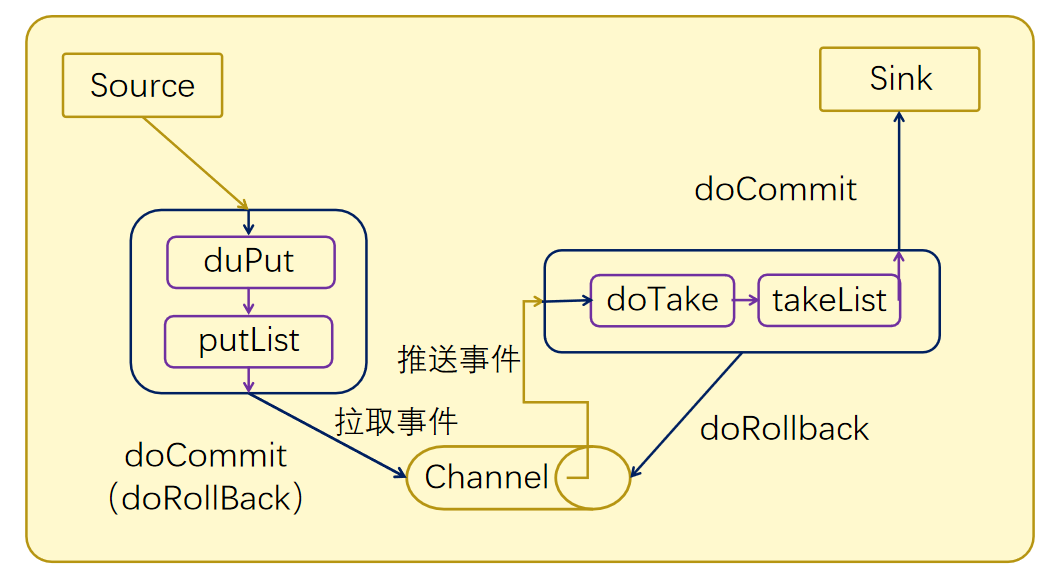 Source
Sink
doCommit
duPut
putList
doTake
takeList
推送事件
拉取事件
doCommit
（doRollBack）
Channel
doRollback